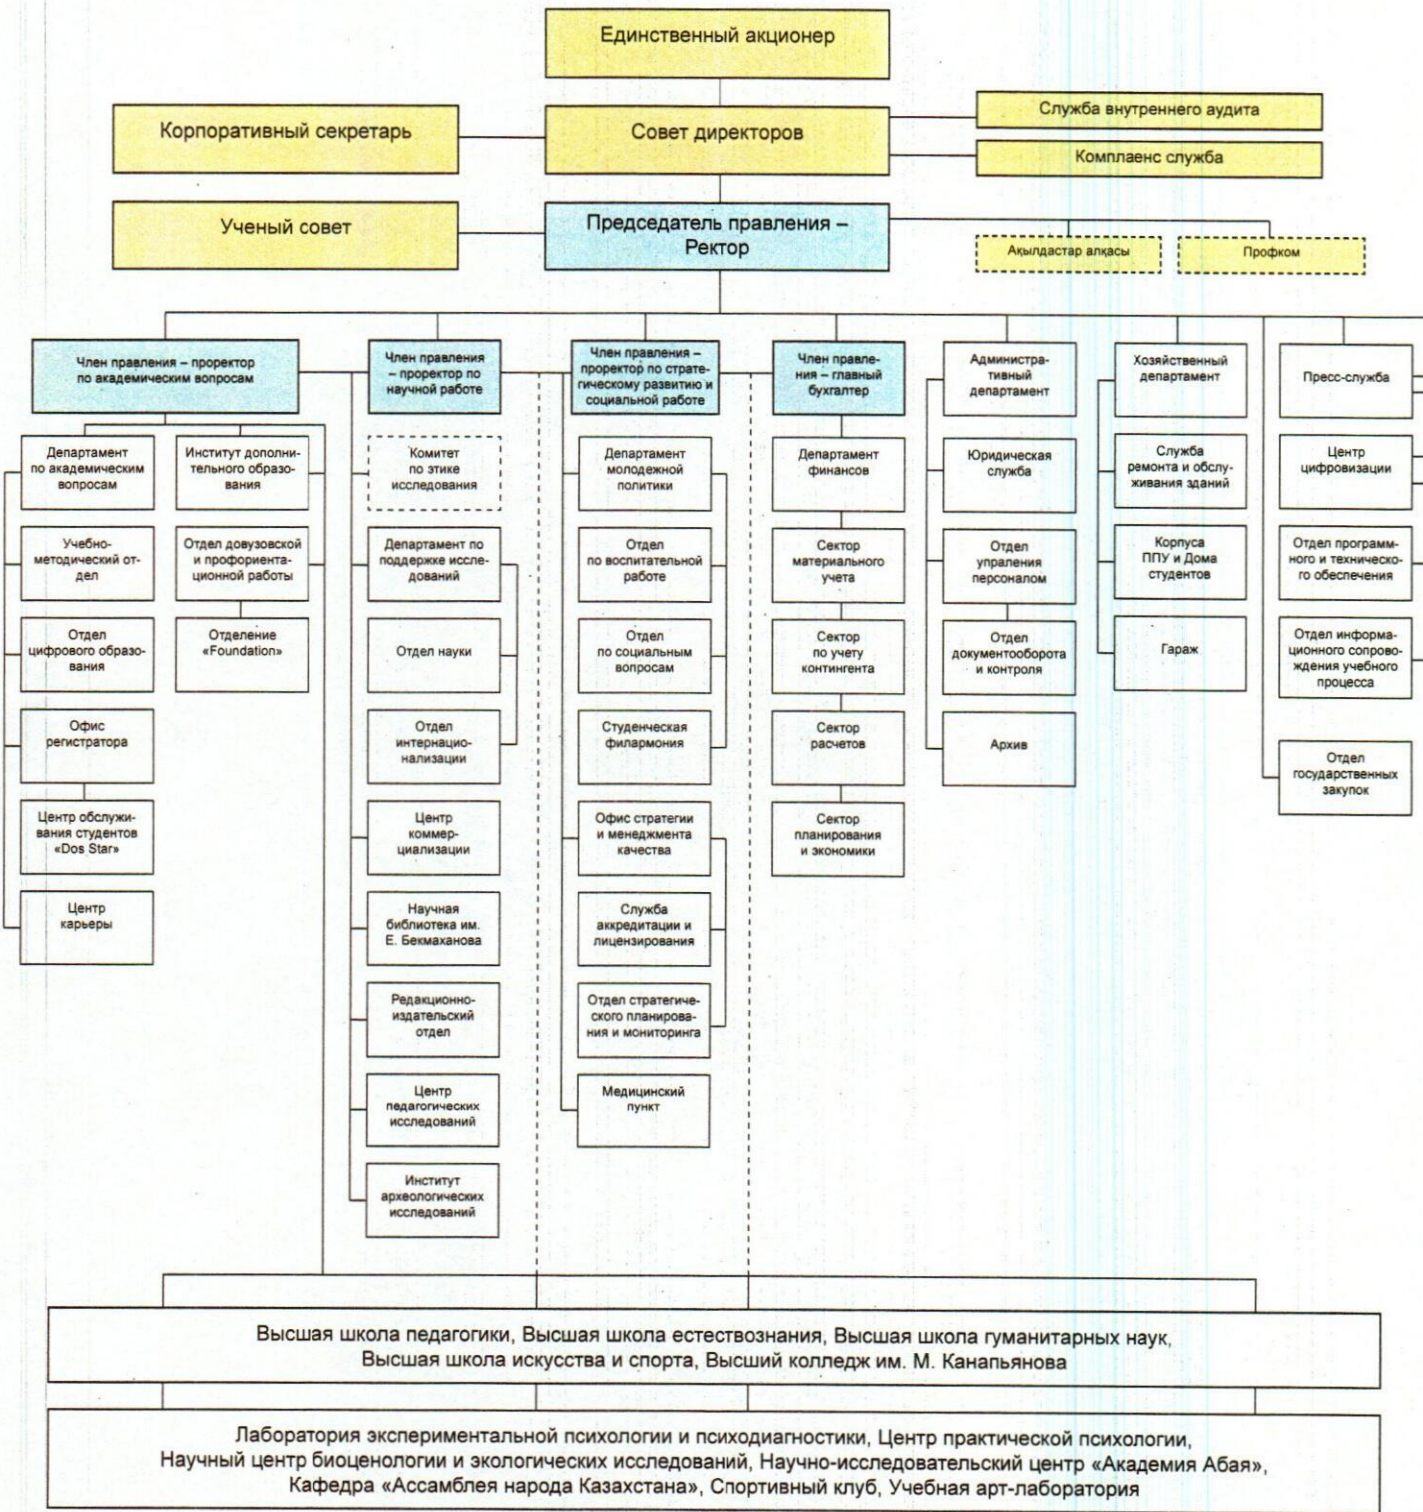 Единственный акционер
Корпоративный секретарь
Совет директоров
Служба внутреннего аудита
Комплаенс служба
Ученый совет
Председатель правления –
Ректор
Ақылдастар алқасы
Профком
Член правления – проректор
по академическим вопросам
Член правления
– проректор по
научной работе
Член правления –
проректор по страте-
гическому развитию и
социальной работе
Член правле-
ния – главный
бухгалтер
Административ-
ный
департамент
Хозяйственный
департамент
Пресс-служба
Департамент
по академическим
вопросам
Учебно-
методический от-
дел
Отдел
цифрового образо-
вания
Офис
регистратора
Центр обслужи-
вания студентов
«Dos Star»
Центр
карьеры
Институт дополни-
тельного образо-
вания
Отдел довузовской
и профориента-
ционной работы
Отделение
«Foundation»
Комитет
по этике
исследования
Департамент по
поддержке иссле-
дований
Отдел науки
Отдел
интернацио-
нализации
Центр
коммер-
циализации
Научная
библиотека им.
Е. Бекмаханова
Редакционно-
издательский
отдел
Центр
педагогических
исследований
Институт
археологических
исследований
Департамент
молодежной
политики
Отдел
по воспитательной
работе
Отдел
по социальным
вопросам
Студенческая
филармония
Офис стратегии
и менеджмента
качества
Служба
аккредитации и
лицензирования
Отдел стратегиче-
ского планирова-
ния и мониторинга
Медицинский
пункт
Департамент
финансов
Сектор
материального
учета
Сектор
по учету
контингента
Сектор
расчетов
Сектор
планирования
и экономики
Юридическая
служба
Отдел
упраления
персоналом
Отдел
документооборота
и контроля
Архив
Служба
ремонта и обслу-
живания зданий
Корпуса
ППУ и Дома
студентов
Гараж
Центр
цифровизации
Отдел программ-
ного и техническо-
го обеспечения
Отдел информа-
ционного сопрово-
ждения учебного
процесса
Отдел
государственных
закупок
Высшая школа педагогики, Высшая школа естествознания, Высшая школа гуманитарных наук,
Высшая школа искусства и спорта, Высший колледж им. М. Канапьянова
Лаборатория экспериментальной психологии и психодиагностики, Центр практической психологии,
Научный центр биоценологии и экологических исследований, Научно-исследовательский центр «Академия Абая»,
Кафедра «Ассамблея народа Казахстана», Спортивный клуб, Учебная арт-лаборатория